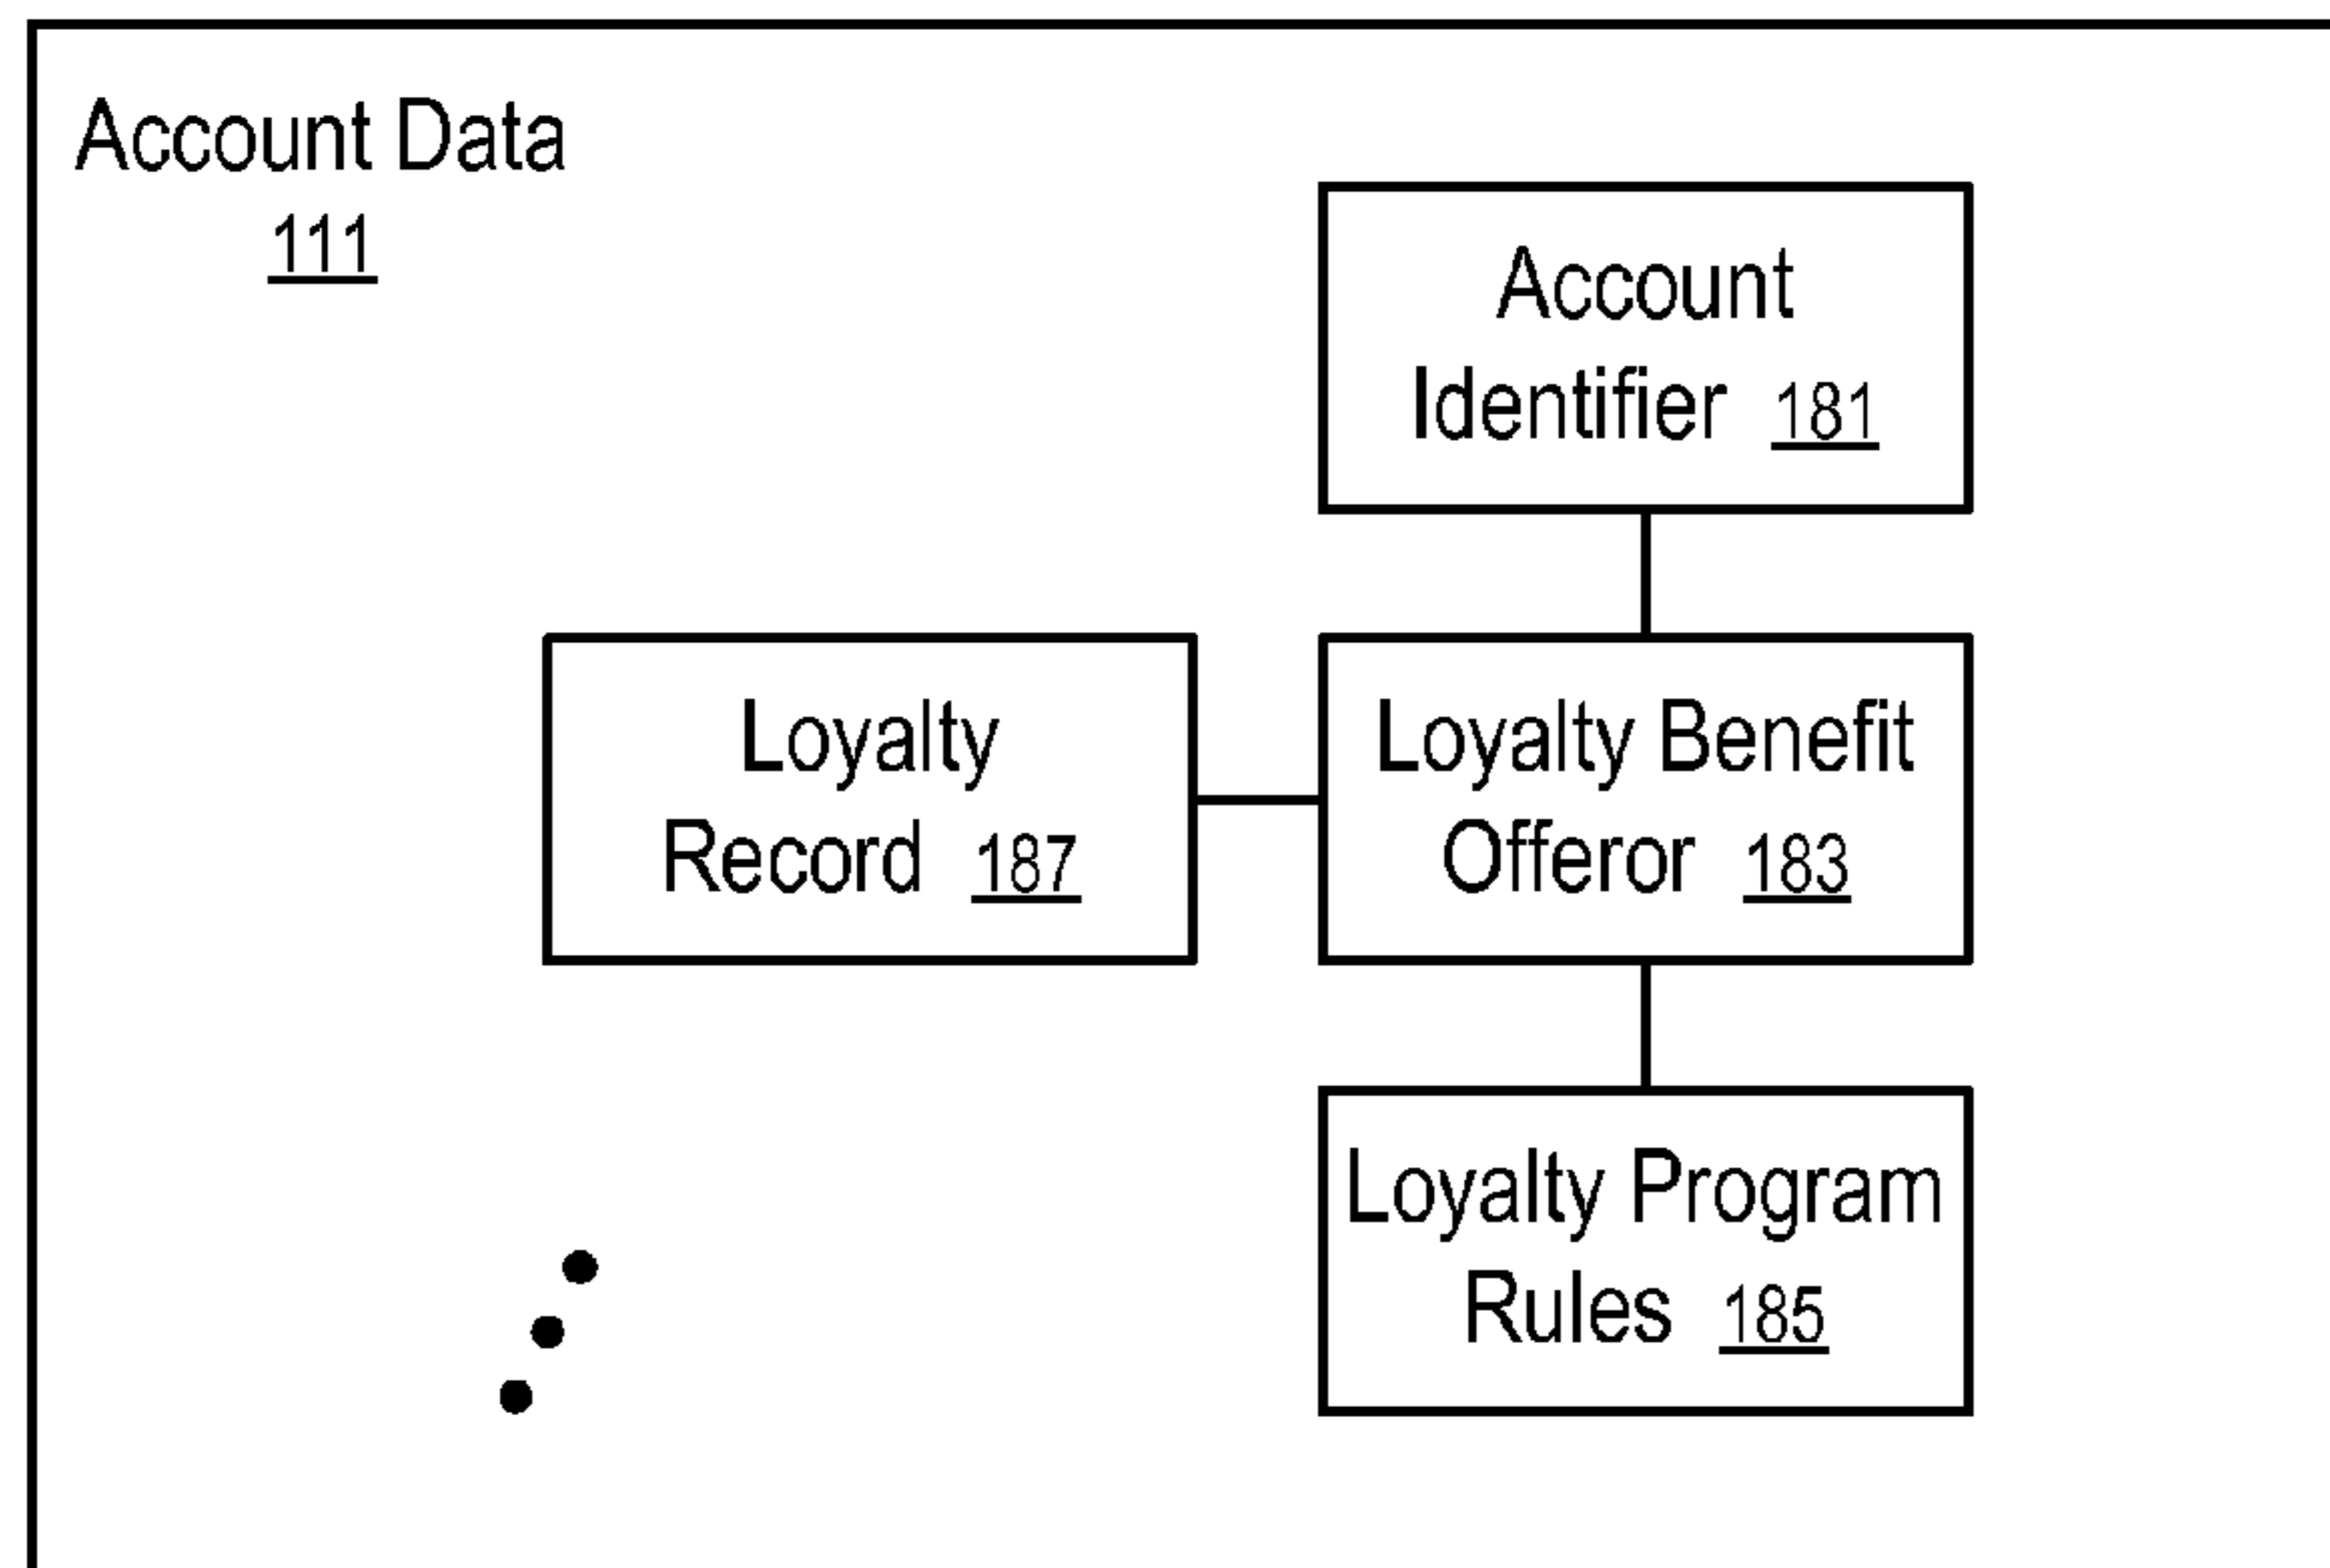 Account Data
111
Account
Identifier 181
Loyalty
Record 187
Loyalty Benefit
Offeror 183
Loyalty Program
Rules 185